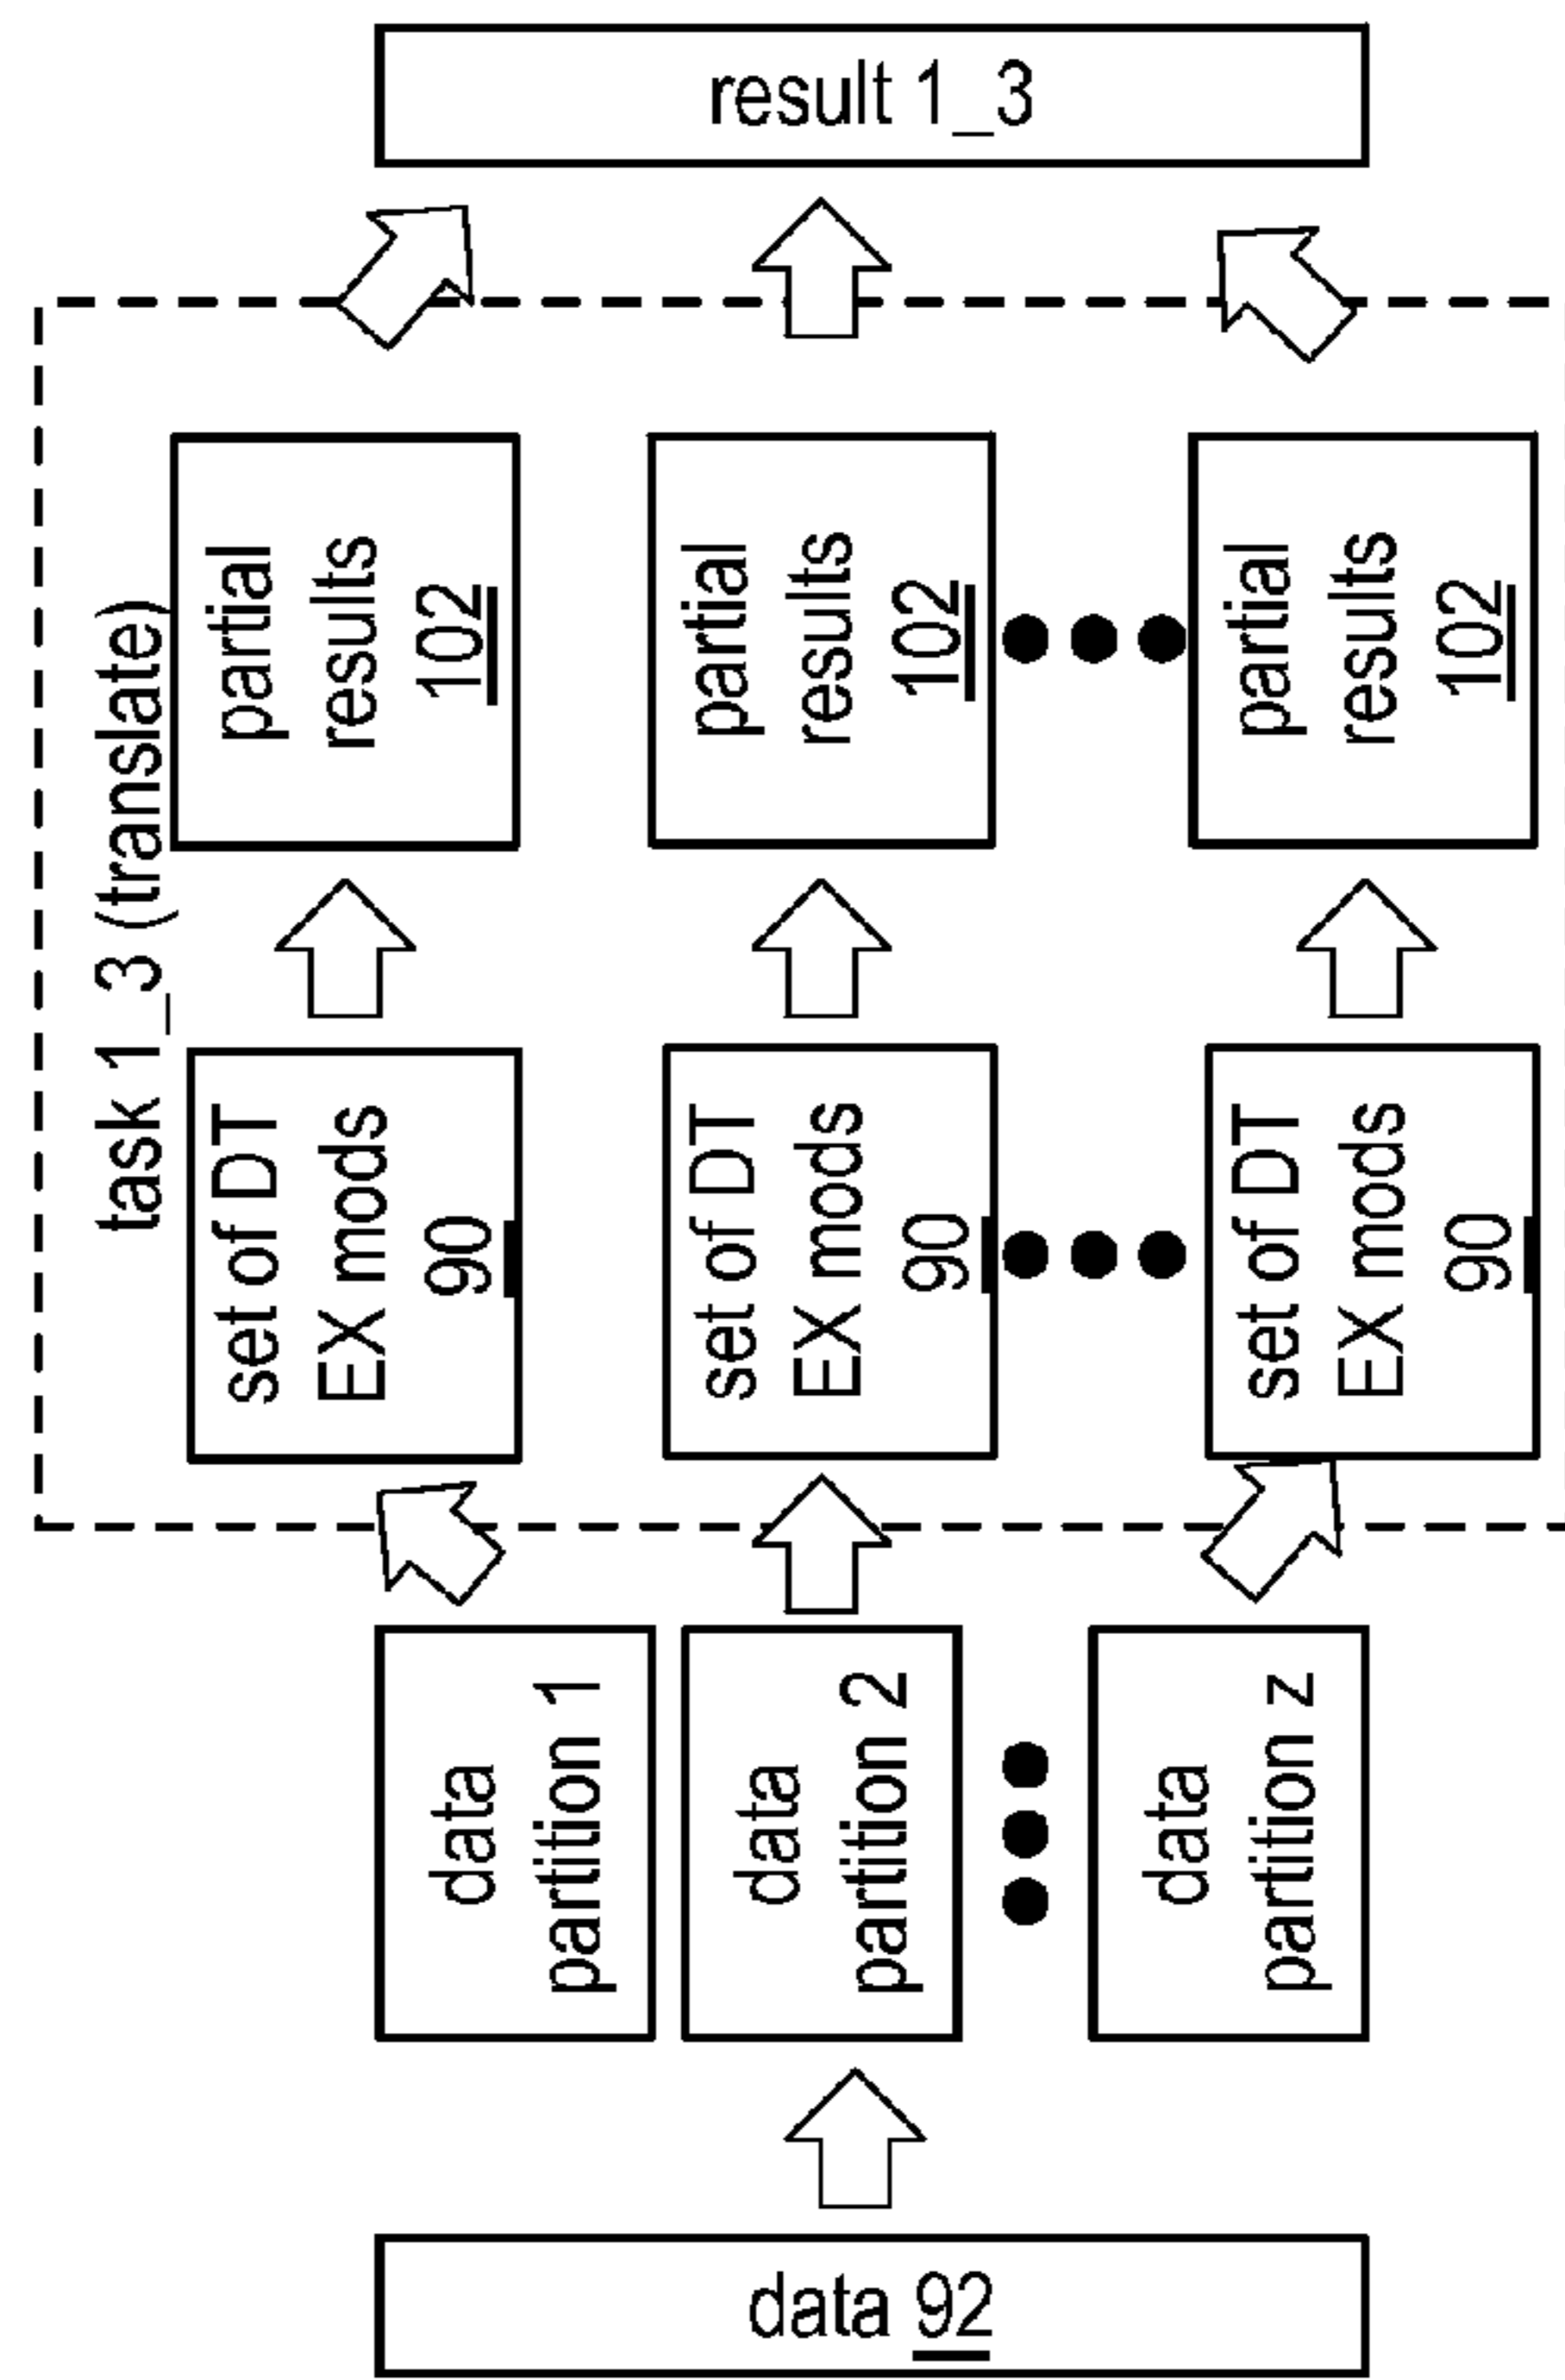 result 1_3
task 1_3 (translate)
partial
results
102
partial
results
102
partial
results
102
set of DT
EX mods
90
set of DT
EX mods
90
set of DT
EX mods
90
data
partition 1
data
partition 2
data
partition z
data 92